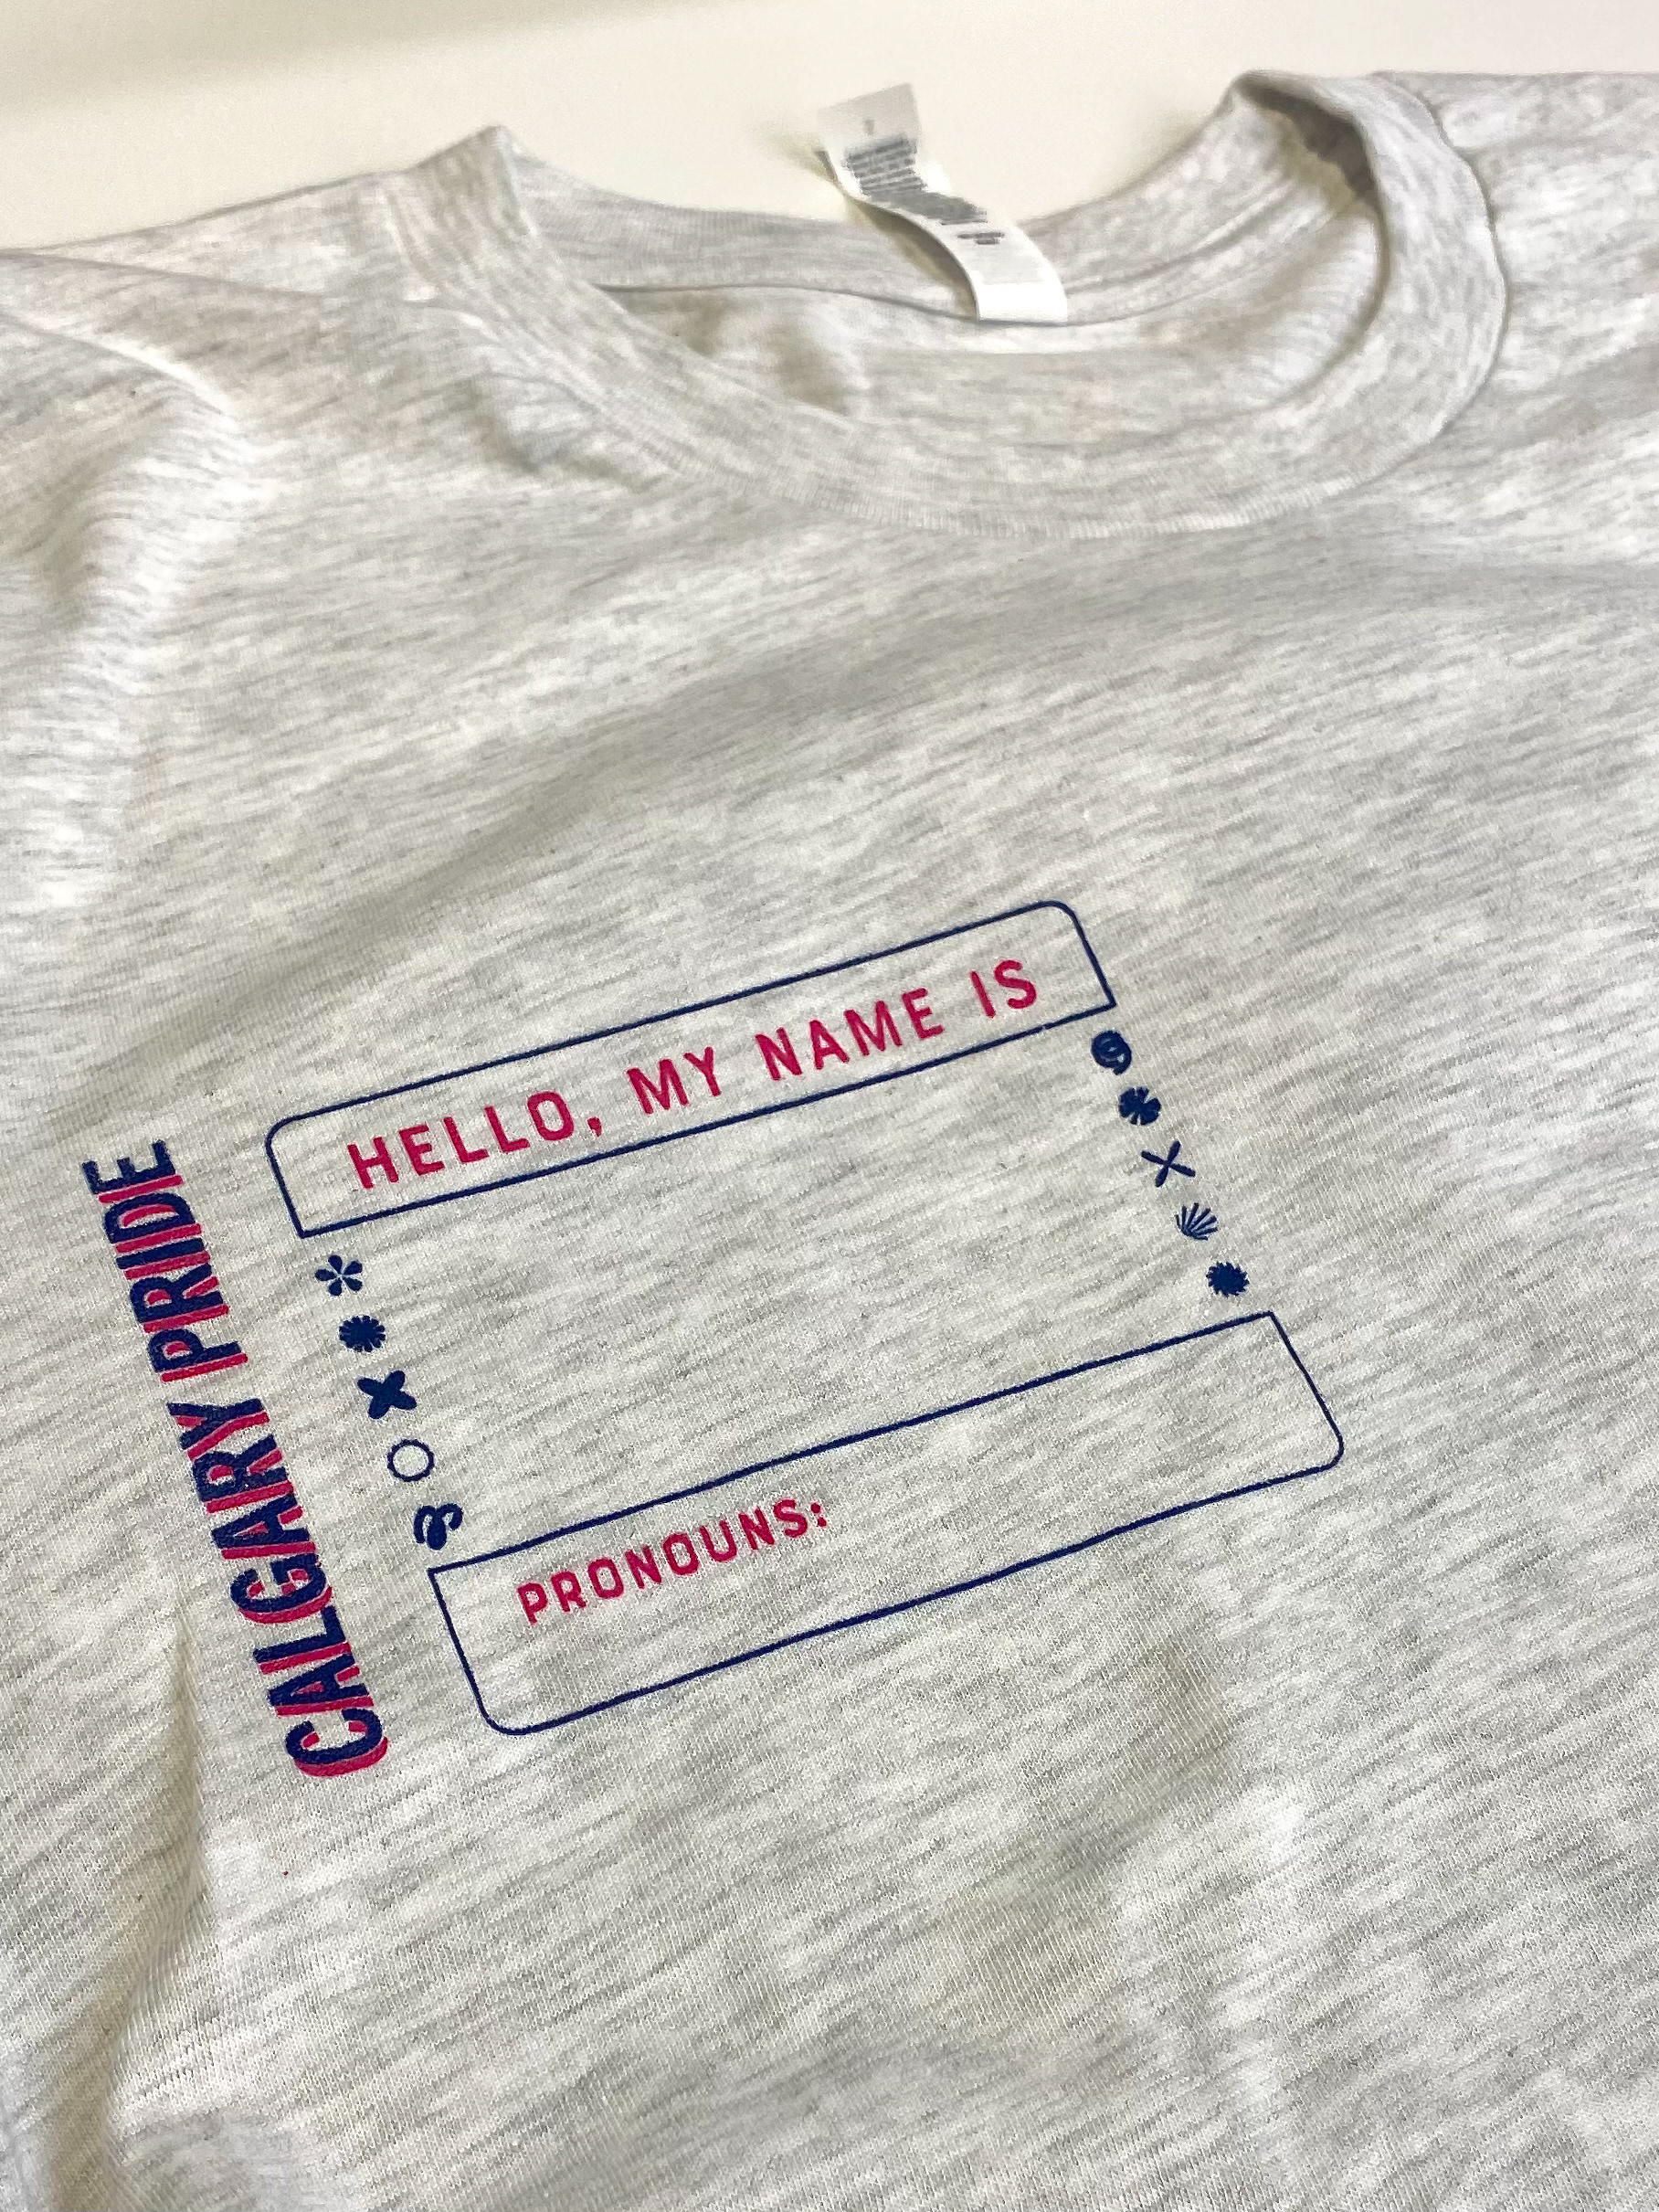 HELLO, MY NAME IS
PRONOUNS:
CALGARY PRIDE